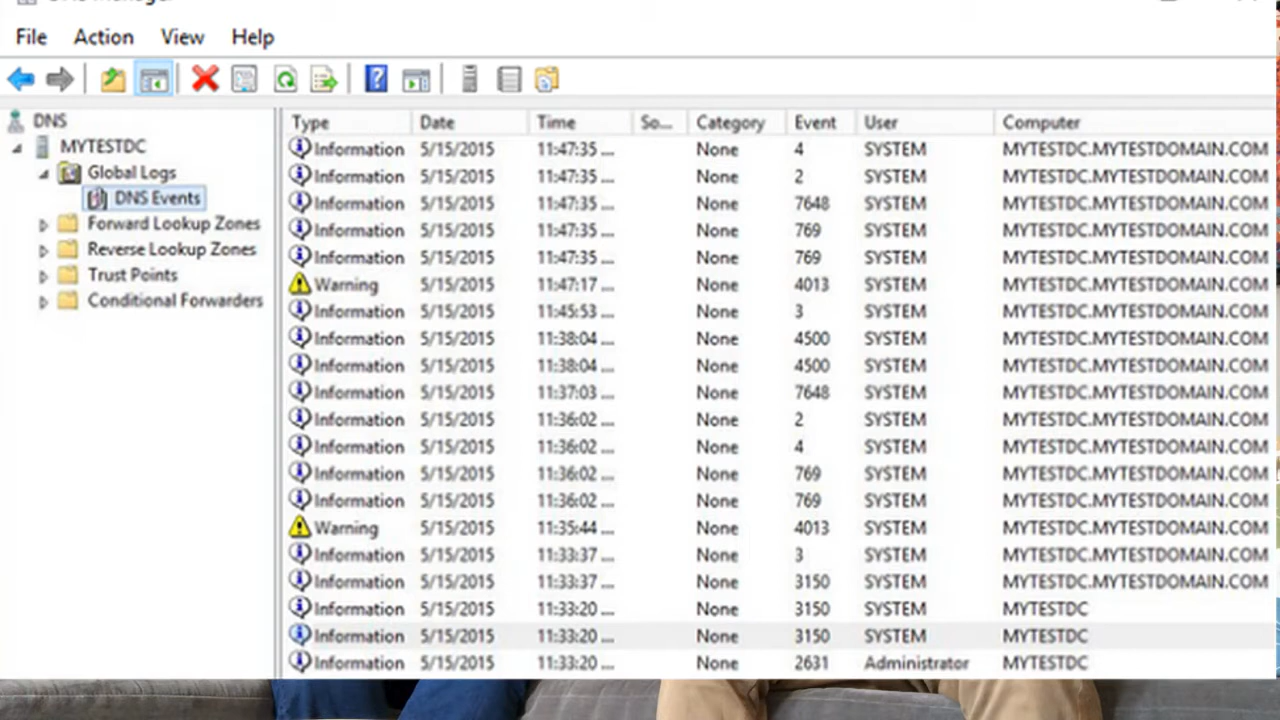 File Action View Help
DNS
MYTESTDC
Global Logs
DNS Events
Forward Lookup Zones
Reverse Lookup Zones
Trust Points
Conditional Forwarders
Type Date Time So... Category Event User Computer
Information 5/15/2015 11:47:35 ... None 4 SYSTEM MYTESTDC.MYTESTDOMAIN.COM
Information 5/15/2015 11:47:35 ... None 2 SYSTEM MYTESTDC.MYTESTDOMAIN.COM
Information 5/15/2015 11:47:35 ... None 7648 SYSTEM MYTESTDC.MYTESTDOMAIN.COM
Information 5/15/2015 11:47:35 ... None 769 SYSTEM MYTESTDC.MYTESTDOMAIN.COM
Information 5/15/2015 11:47:35 ... None 769 SYSTEM MYTESTDC.MYTESTDOMAIN.COM
Warning 5/15/2015 11:47:17 ... None 4013 SYSTEM MYTESTDC.MYTESTDOMAIN.COM
Information 5/15/2015 11:45:53 ... None 3 SYSTEM MYTESTDC.MYTESTDOMAIN.COM
Information 5/15/2015 11:38:04 ... None 4500 SYSTEM MYTESTDC.MYTESTDOMAIN.COM
Information 5/15/2015 11:38:04 ... None 4500 SYSTEM MYTESTDC.MYTESTDOMAIN.COM
Information 5/15/2015 11:37:03 ... None 7648 SYSTEM MYTESTDC.MYTESTDOMAIN.COM
Information 5/15/2015 11:36:02 ... None 2 SYSTEM MYTESTDC.MYTESTDOMAIN.COM
Information 5/15/2015 11:36:02 ... None 4 SYSTEM MYTESTDC.MYTESTDOMAIN.COM
Information 5/15/2015 11:36:02 ... None 769 SYSTEM MYTESTDC.MYTESTDOMAIN.COM
Information 5/15/2015 11:36:02 ... None 769 SYSTEM MYTESTDC.MYTESTDOMAIN.COM
Warning 5/15/2015 11:35:44 ... None 4013 SYSTEM MYTESTDC.MYTESTDOMAIN.COM
Information 5/15/2015 11:33:37 ... None 3 SYSTEM MYTESTDC.MYTESTDOMAIN.COM
Information 5/15/2015 11:33:37 ... None 3150 SYSTEM MYTESTDC.MYTESTDOMAIN.COM
Information 5/15/2015 11:33:20 ... None 3150 SYSTEM MYTESTDC
Information 5/15/2015 11:33:20 ... None 3150 SYSTEM MYTESTDC
Information 5/15/2015 11:33:20 ... None 2631 Administrator MYTESTDC